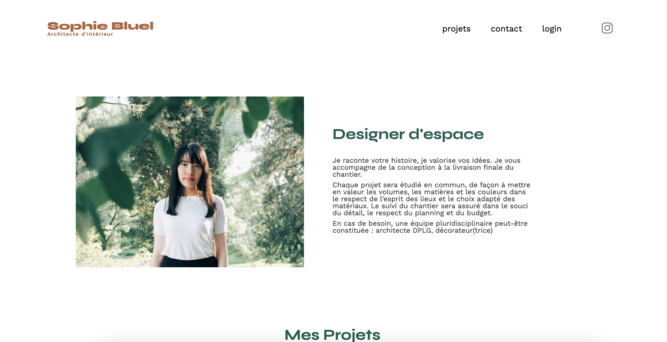 Sophie Bluel
Architecte d'intérieur
projets contact login
Designer d'espace
Je raconte votre histoire, je valorise vos idées. Je vous
accompagne de la conception à la livraison finale du
chantier.
Chaque projet sera étudié en commun, de façon à mettre
en valeur les volumes, les matières et les couleurs dans
le respect de l'esprit des lieux et le choix adapté des
matériaux. Le suivi du chantier sera assuré dans le souci
du détail, le respect du planning et du budget.
En cas de besoin, une équipe pluridisciplinaire peut-être
constituée : architecte DPLG, décorateur(trice)
Mes Projets